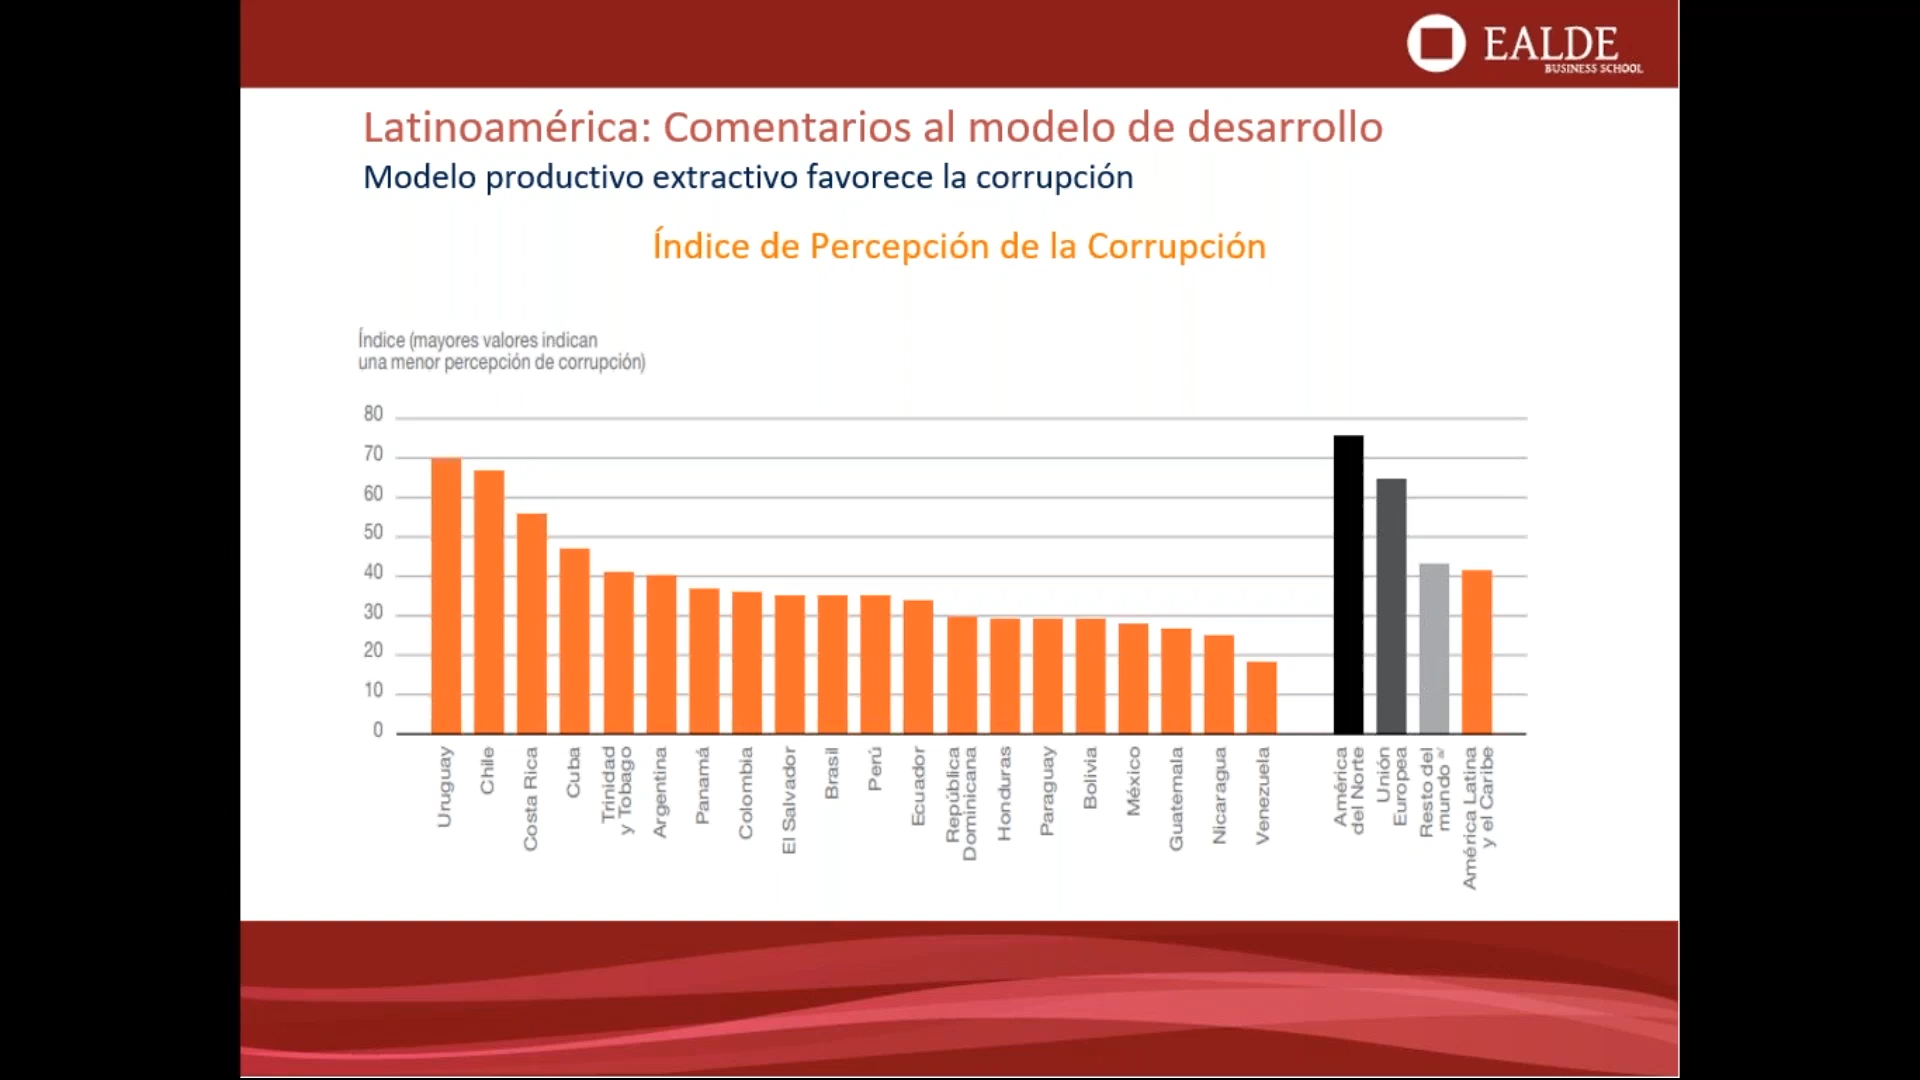 EALDE
BUSINESS SCHOOL
Latinoamérica: Comentarios al modelo de desarrollo
Modelo productivo extractivo favorece la corrupción
Índice de Percepción de la Corrupción
Índice (mayores valores indican
una menor percepción de corrupción)
80
70
60
50
40
30
20
10
0
Uruguay
Chile
Costa Rica
Cuba
Trinidad
y Tobago
Argentina
Panamá
Colombia
El Salvador
Brasil
Perú
Ecuador
República
Dominicana
Honduras
Paraguay
Bolivia
México
Guatemala
Nicaragua
Venezuela
América
del Norte
Unión
Europea
Resto del
mundo
América Latina
y el Caribe